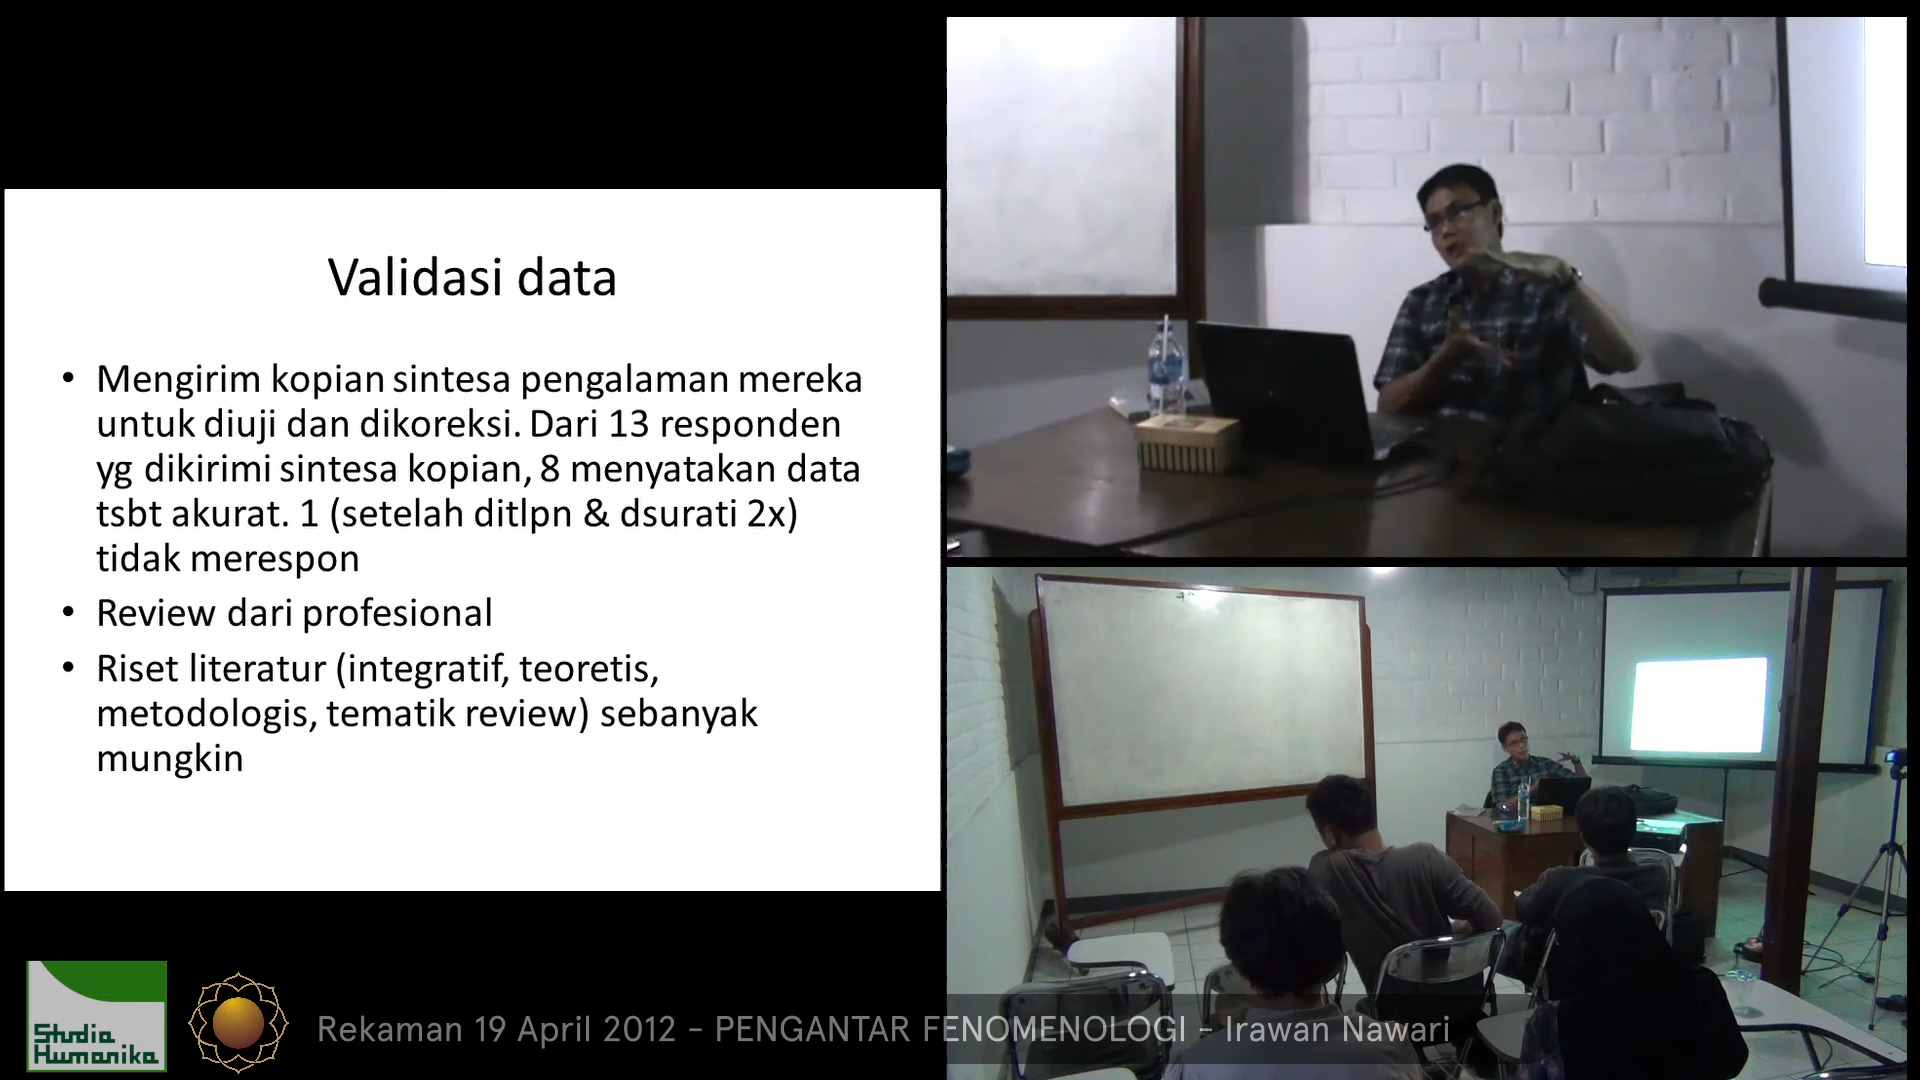 Validasi data
• Mengirim kopian sintesa pengalaman mereka
untuk diuji dan dikoreksi. Dari 13 responden
yg dikirimi sintesa kopian, 8 menyatakan data
tsbt akurat. 1 (setelah ditlpn & dsurati 2x)
tidak merespon
• Review dari profesional
• Riset literatur (integratif, teoretis,
metodologis, tematik review) sebanyak
mungkin
Studia
Humanika
Rekaman 19 April 2012 - PENGANTAR FENOMENOLOGI - Irawan Nawari